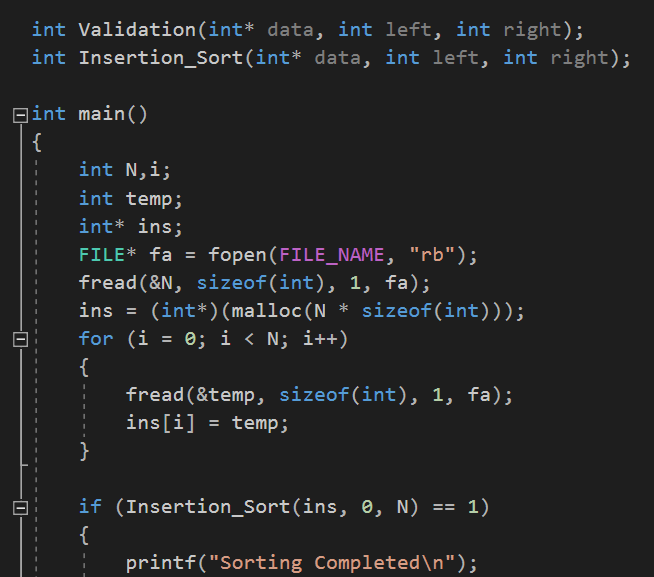 int Validation(int* data, int left, int right);
int Insertion_Sort(int* data, int left, int right);
int main()
{
int N,i;
int temp;
int* ins;
FILE* fa = fopen(FILE_NAME, "rb");
fread(&N, sizeof(int), 1, fa);
ins = (int*)(malloc(N * sizeof(int)));
for (i = 0; i < N; i++)
{
fread(&temp, sizeof(int), 1, fa);
ins[i] = temp;
}
if (Insertion_Sort(ins, 0, N) == 1)
{
printf("Sorting Completed\n");